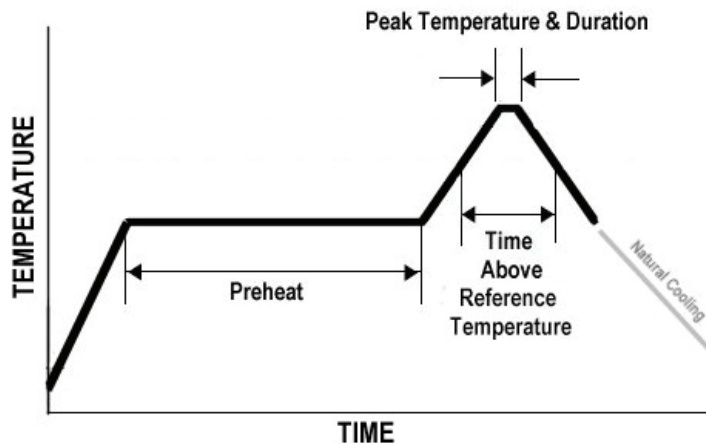 Peak Temperature & Duration
TEMPERATURE
Preheat
Time
Above
Reference
Temperature
Natural Cooling
TIME